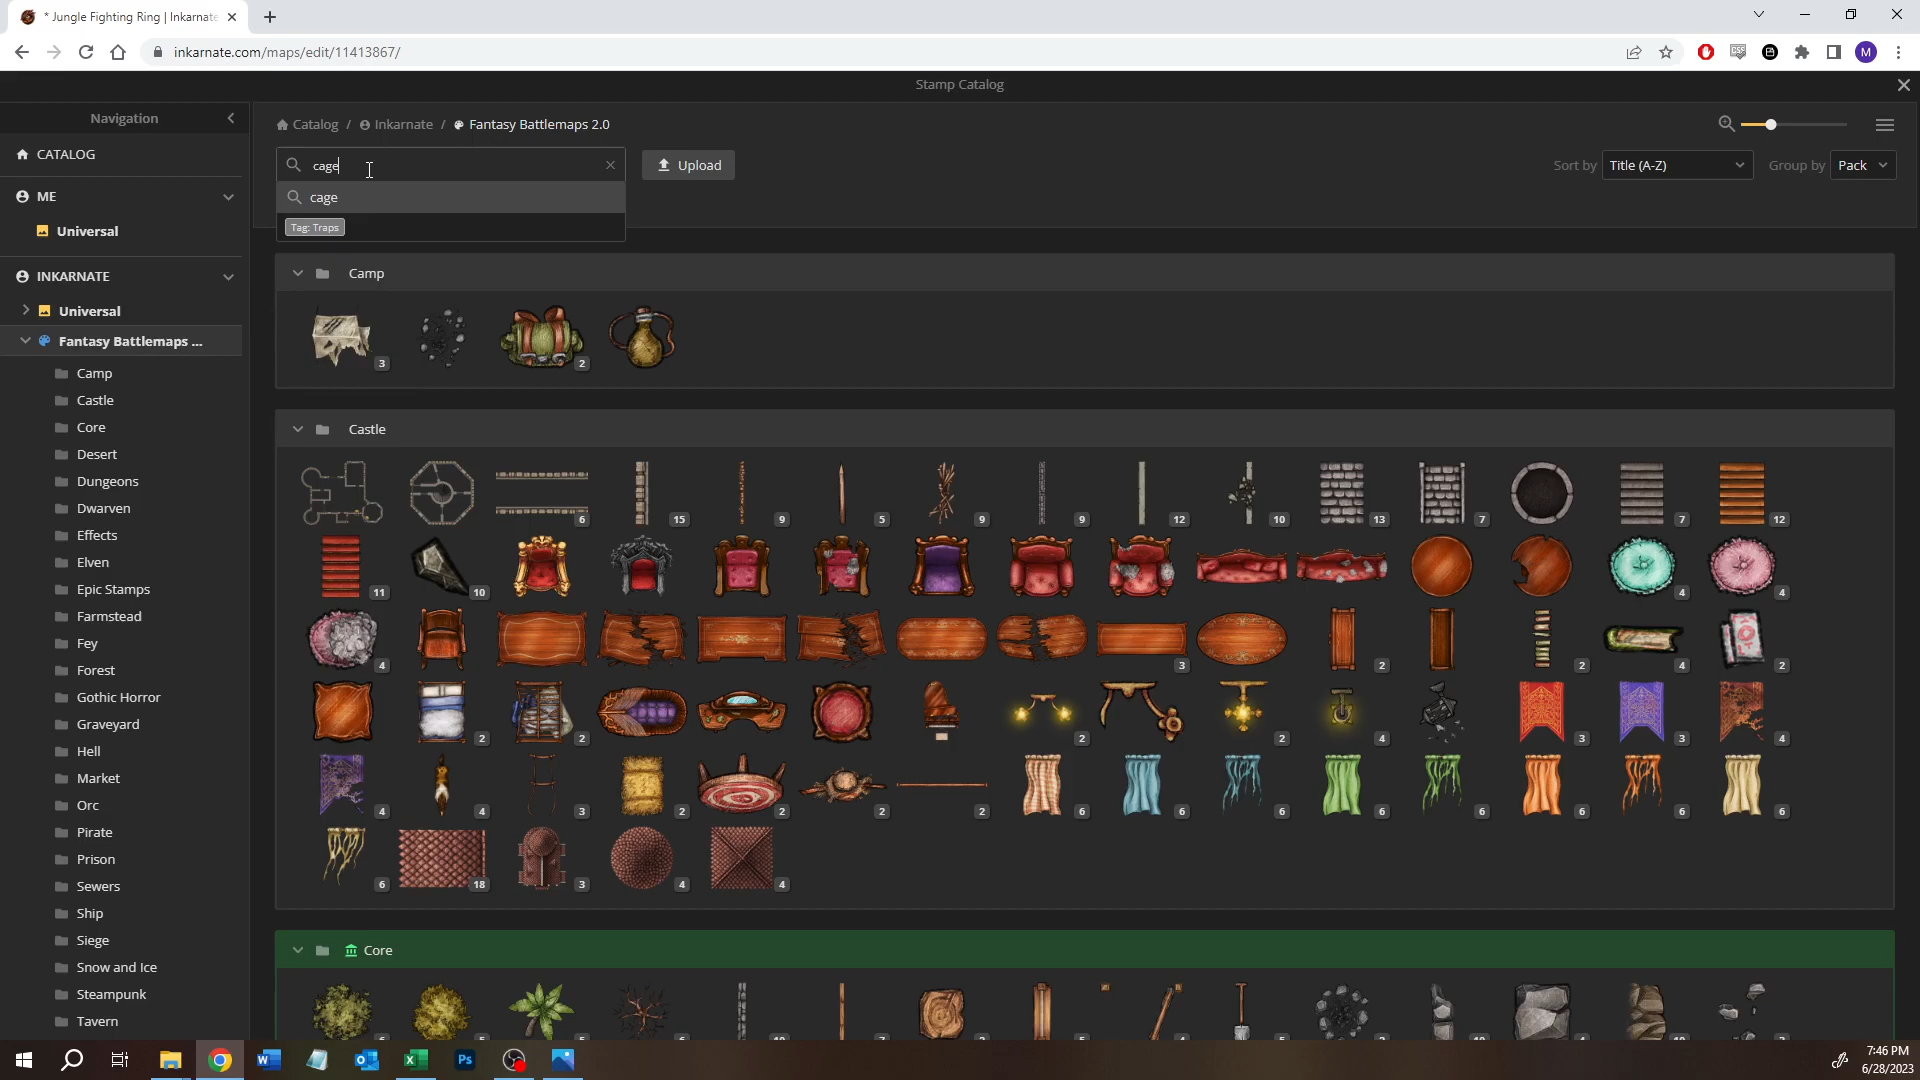 * Jungle Fighting Ring | Inkarnate
inkarnate.com/maps/edit/11413867/
M
Stamp Catalog
Navigation
CATALOG
ME
Universal
INKARNATE
Universal
Fantasy Battlemaps ...
Camp
Castle
Core
Desert
Dungeons
Dwarven
Effects
Elven
Epic Stamps
Farmstead
Fey
Forest
Gothic Horror
Graveyard
Hell
Market
Orc
Pirate
Prison
Sewers
Ship
Siege
Snow and Ice
Steampunk
Tavern
Catalog / Inkarnate / Fantasy Battlemaps 2.0
cage
Upload
Sort by Title (A-Z) Group by Pack
cage
Tag: Traps
Camp
3 2
Castle
6 15 9 5 9 9 12 10 13 7 7 12
11 10 4 4
4 3 2 2 4 2
2 2 2 2 4 3 3 4
4 4 3 2 2 2 6 6 6 6 6 6 6 6
6 18 3 4 4
Core
7:46 PM
6/28/2023